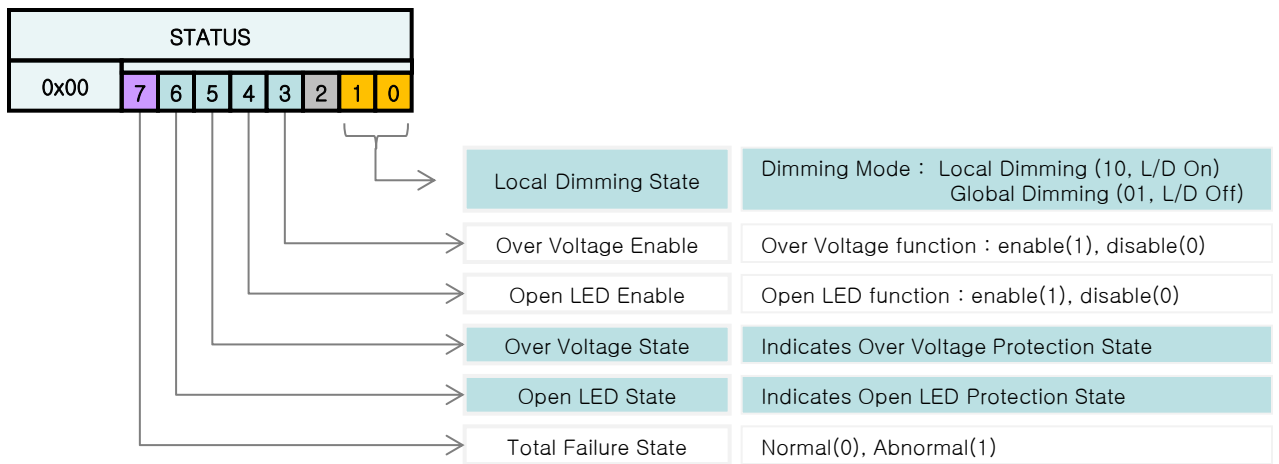 STATUS
0x00 7 6 5 4 3 2 1 0
Local Dimming State
Dimming Mode : Local Dimming (10, L/D On)
Global Dimming (01, L/D Off)
Over Voltage Enable
Over Voltage function : enable(1), disable(0)
Open LED Enable
Open LED function : enable(1), disable(0)
Over Voltage State
Indicates Over Voltage Protection State
Open LED State
Indicates Open LED Protection State
Total Failure State
Normal(0), Abnormal(1)